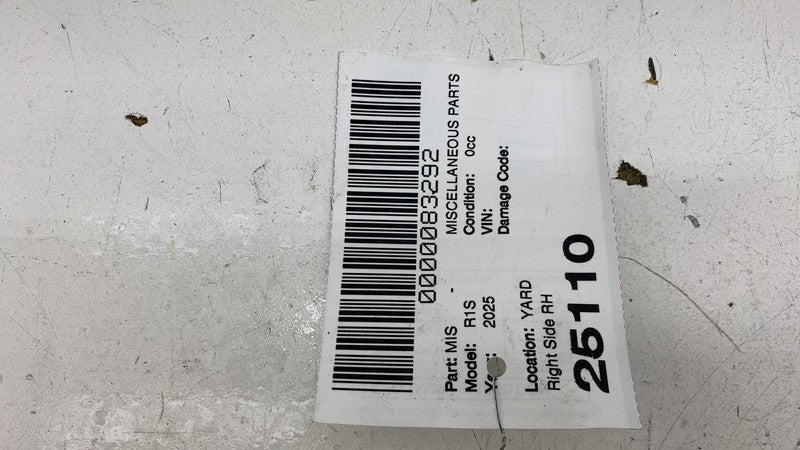 0000083292
Part: MIS - MISCELLANEOUS PARTS
Model: R1S Condition: 0cc
Year: 2025 VIN:
Damage Code:
Location: YARD
Right Side RH
25110